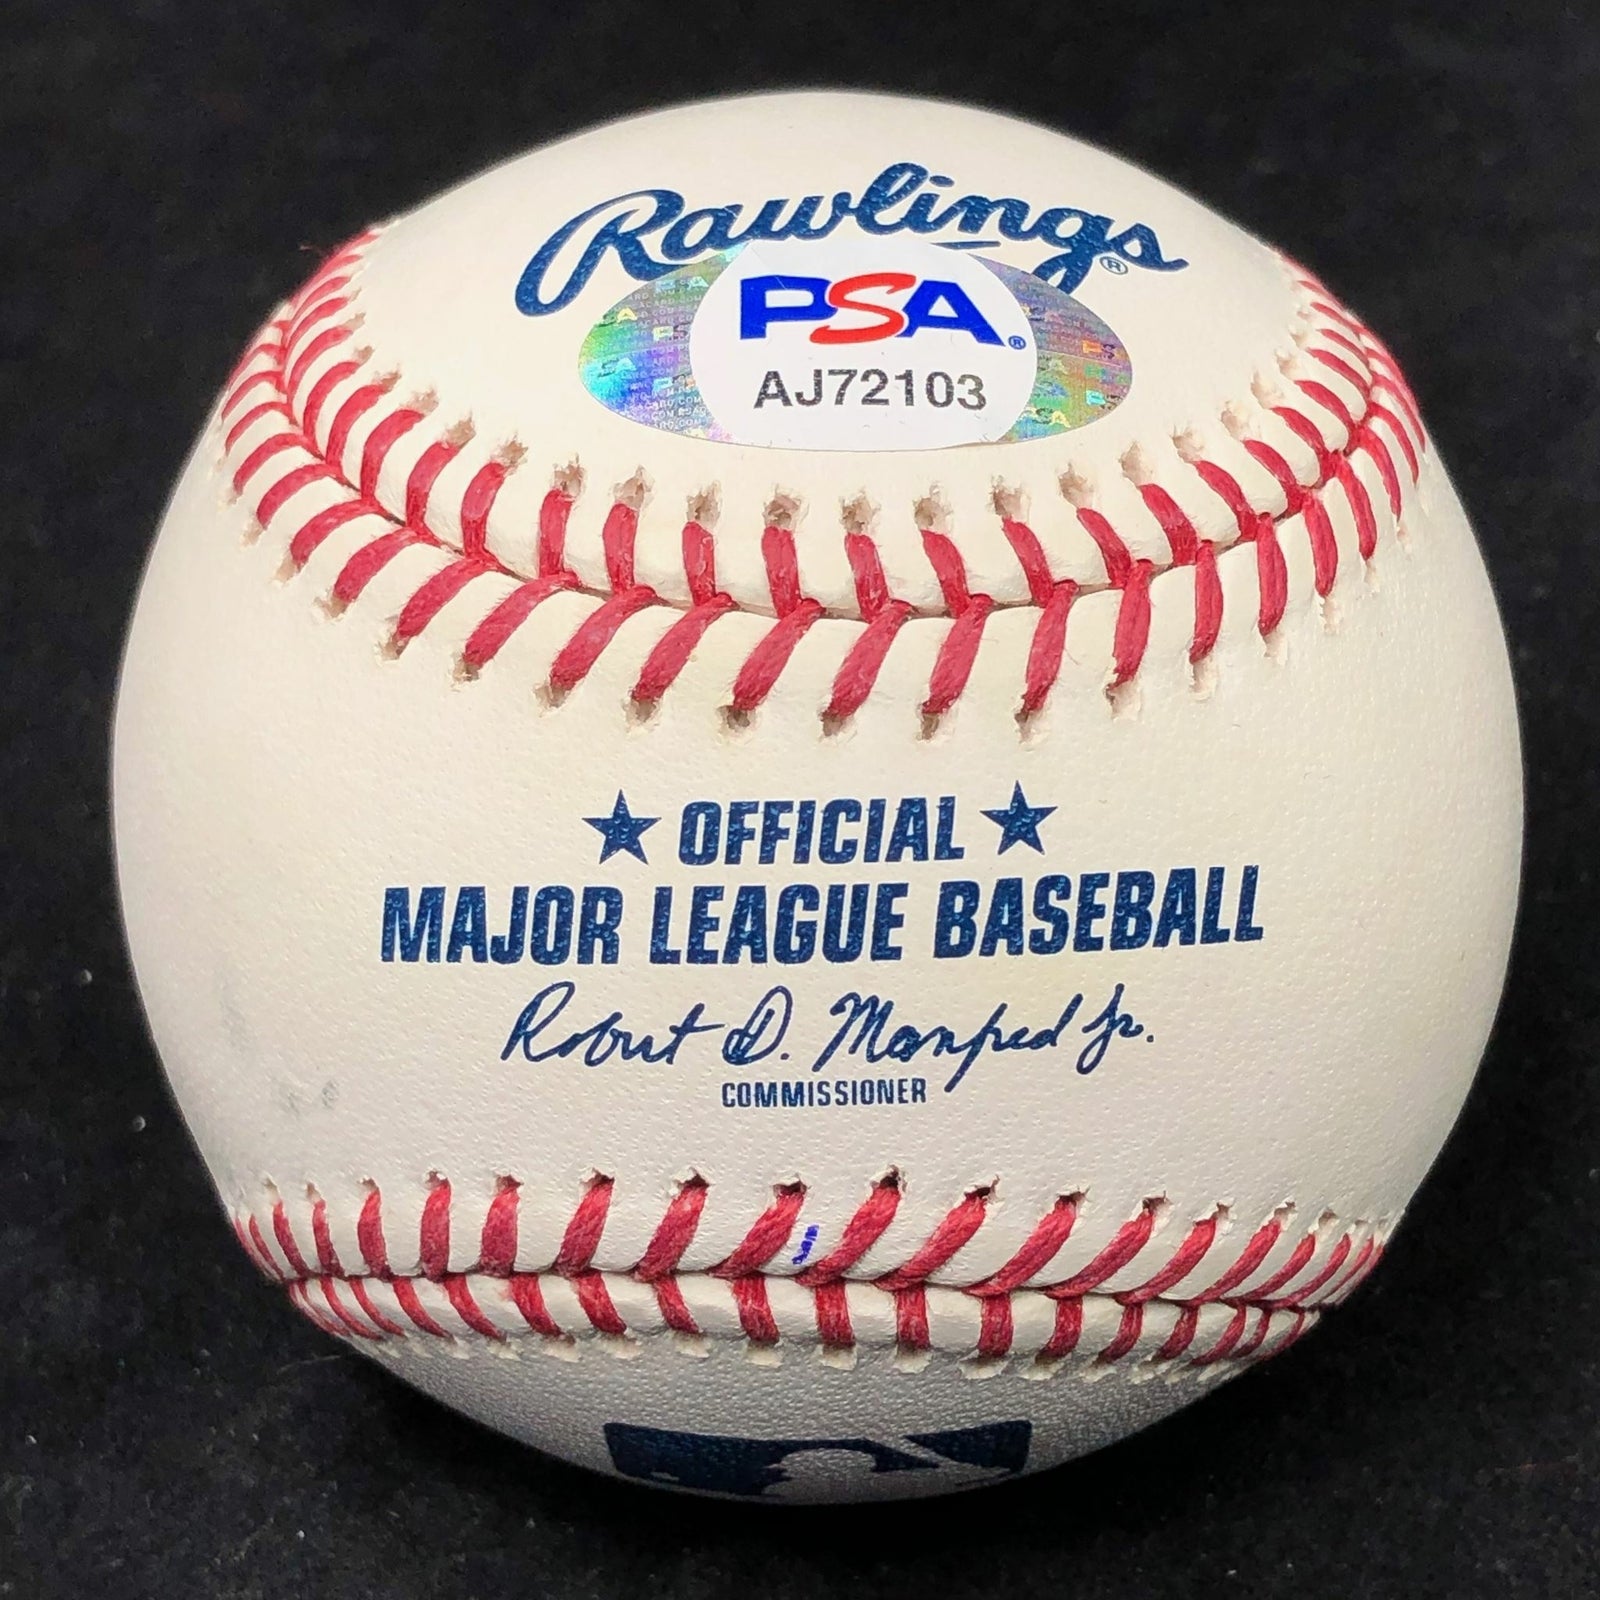 Rawlings®
PSA®
AJ72103
★ OFFICIAL ★
MAJOR LEAGUE BASEBALL
Robert D. Manfred Jr.
COMMISSIONER